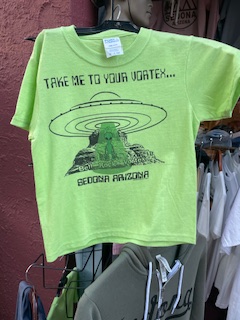 TAKE ME TO YOUR VORTEX...
SEDONA ARIZONA